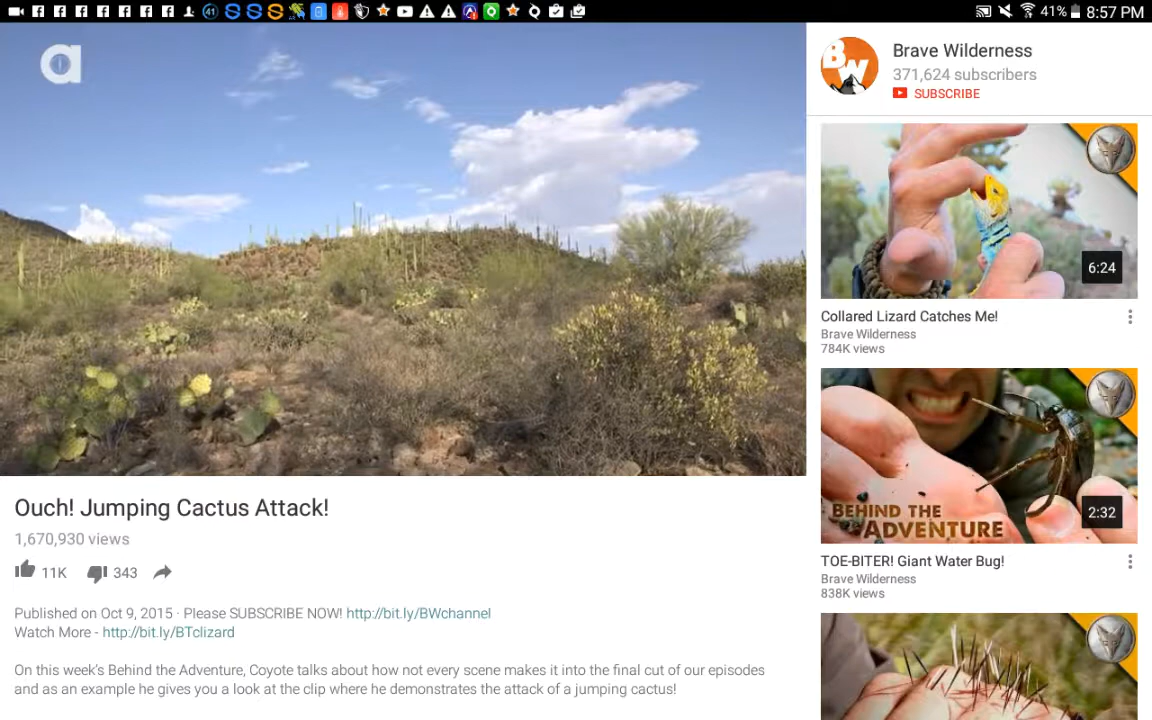 41
41% 8:57 PM
a
Brave Wilderness
371,624 subscribers
SUBSCRIBE
BW
6:24
Collared Lizard Catches Me!
Brave Wilderness
784K views
BEHIND THE
ADVENTURE
2:32
TOE-BITER! Giant Water Bug!
Brave Wilderness
838K views
Ouch! Jumping Cactus Attack!
1,670,930 views
11K 343
Published on Oct 9, 2015 · Please SUBSCRIBE NOW! http://bit.ly/BWchannel
Watch More - http://bit.ly/BTclizard
On this week's Behind the Adventure, Coyote talks about how not every scene makes it into the final cut of our episodes
and as an example he gives you a look at the clip where he demonstrates the attack of a jumping cactus!